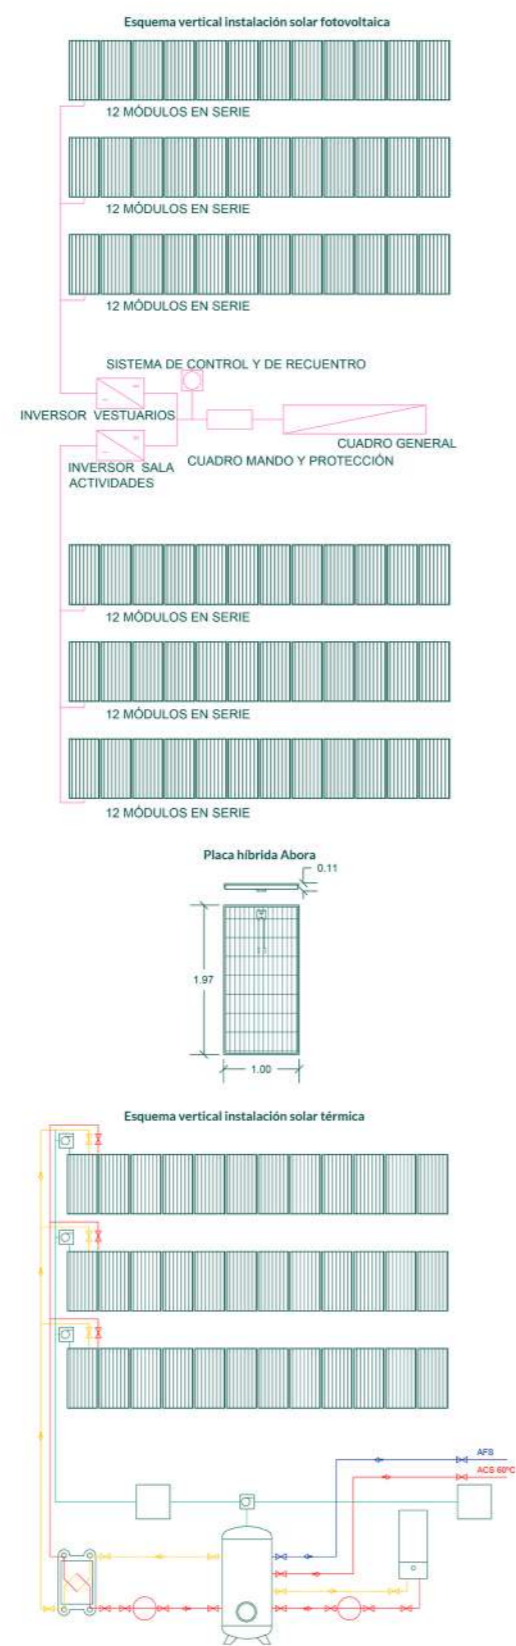 Esquema vertical instalación solar fotovoltaica
12 MÓDULOS EN SERIE
12 MÓDULOS EN SERIE
12 MÓDULOS EN SERIE
SISTEMA DE CONTROL Y DE RECUENTRO
INVERSOR VESTUARIOS
CUADRO GENERAL
CUADRO MANDO Y PROTECCIÓN
INVERSOR SALA
ACTIVIDADES
12 MÓDULOS EN SERIE
12 MÓDULOS EN SERIE
12 MÓDULOS EN SERIE
Placa híbrida Abora
0.11
1.97
1.00
Esquema vertical instalación solar térmica
AFS
ACS 60ºC